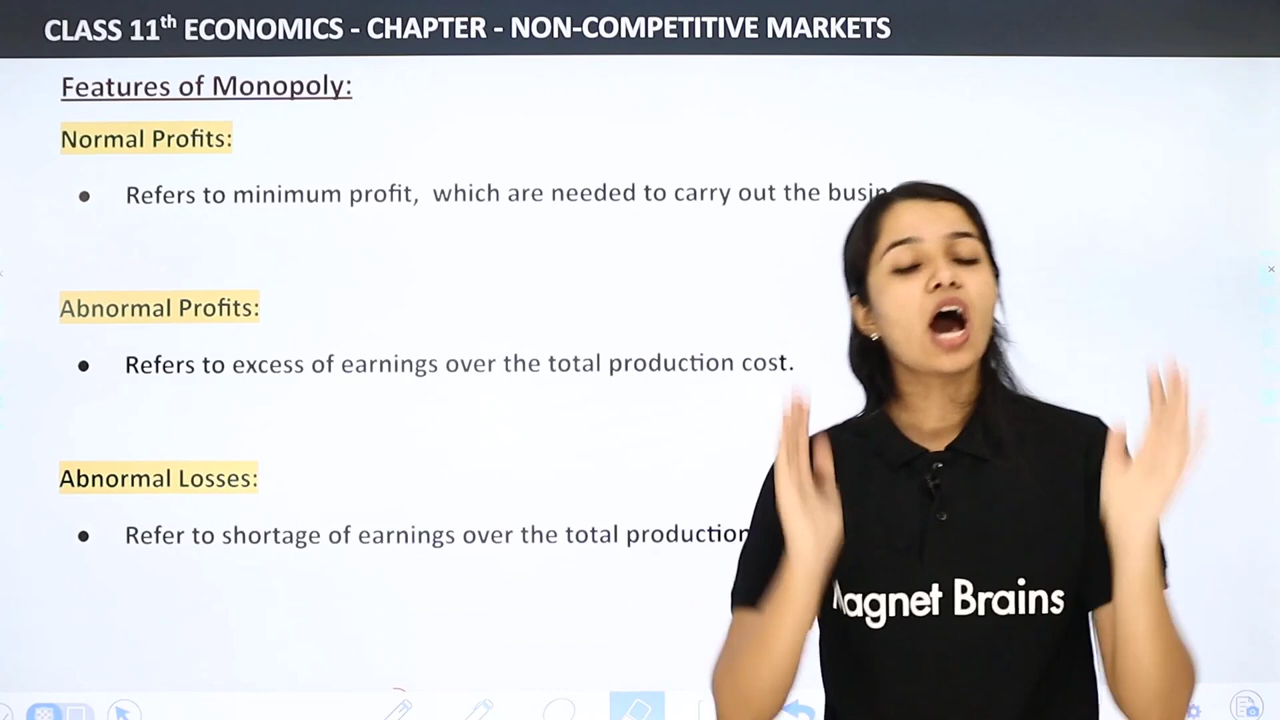 CLASS 11th ECONOMICS - CHAPTER - NON-COMPETITIVE MARKETS
Features of Monopoly:
Normal Profits:
● Refers to minimum profit, which are needed to carry out the
Abnormal Profits:
● Refers to excess of earnings over the total production cost.
Abnormal Losses:
● Refer to shortage of earnings over the total production
Magnet Brains